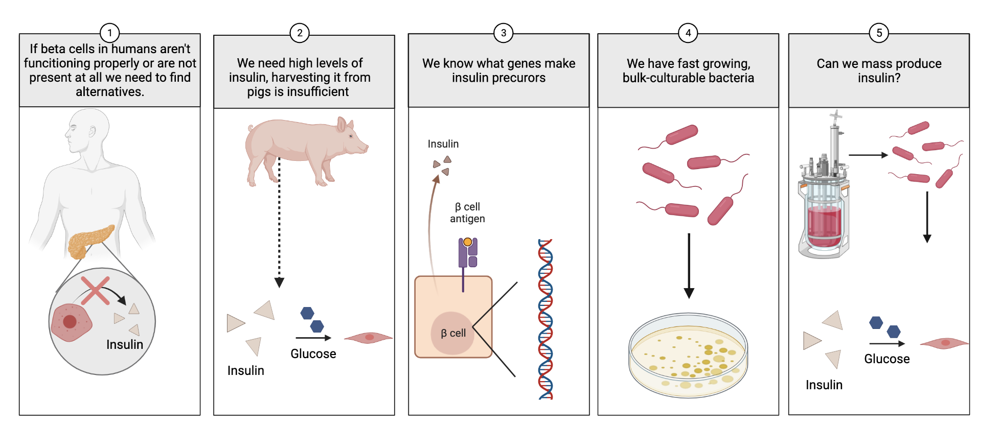 1
If beta cells in humans aren't
funcitioning properly or are not
present at all we need to find
alternatives.
Insulin
2
We need high levels of
insulin, harvesting it from
pigs is insufficient
Glucose
Insulin
3
We know what genes make
insulin precurors
Insulin
β cell
antigen
β cell
4
We have fast growing,
bulk-culturable bacteria
5
Can we mass produce
insulin?
Glucose
Insulin